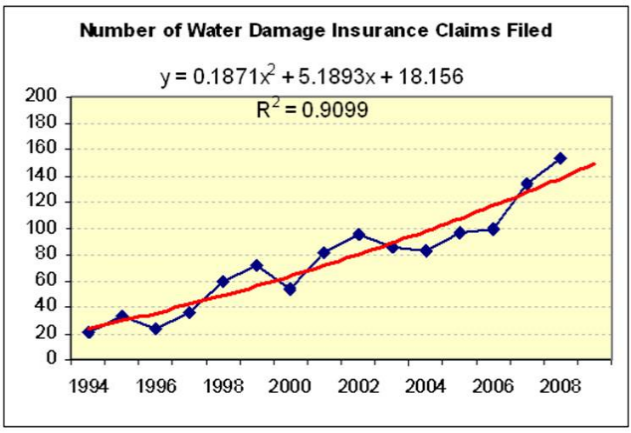 Number of Water Damage Insurance Claims Filed
y = 0.1871x² + 5.1893x + 18.156
R² = 0.9099
200
180
160
140
120
100
80
60
40
20
0
1994 1996 1998 2000 2002 2004 2006 2008